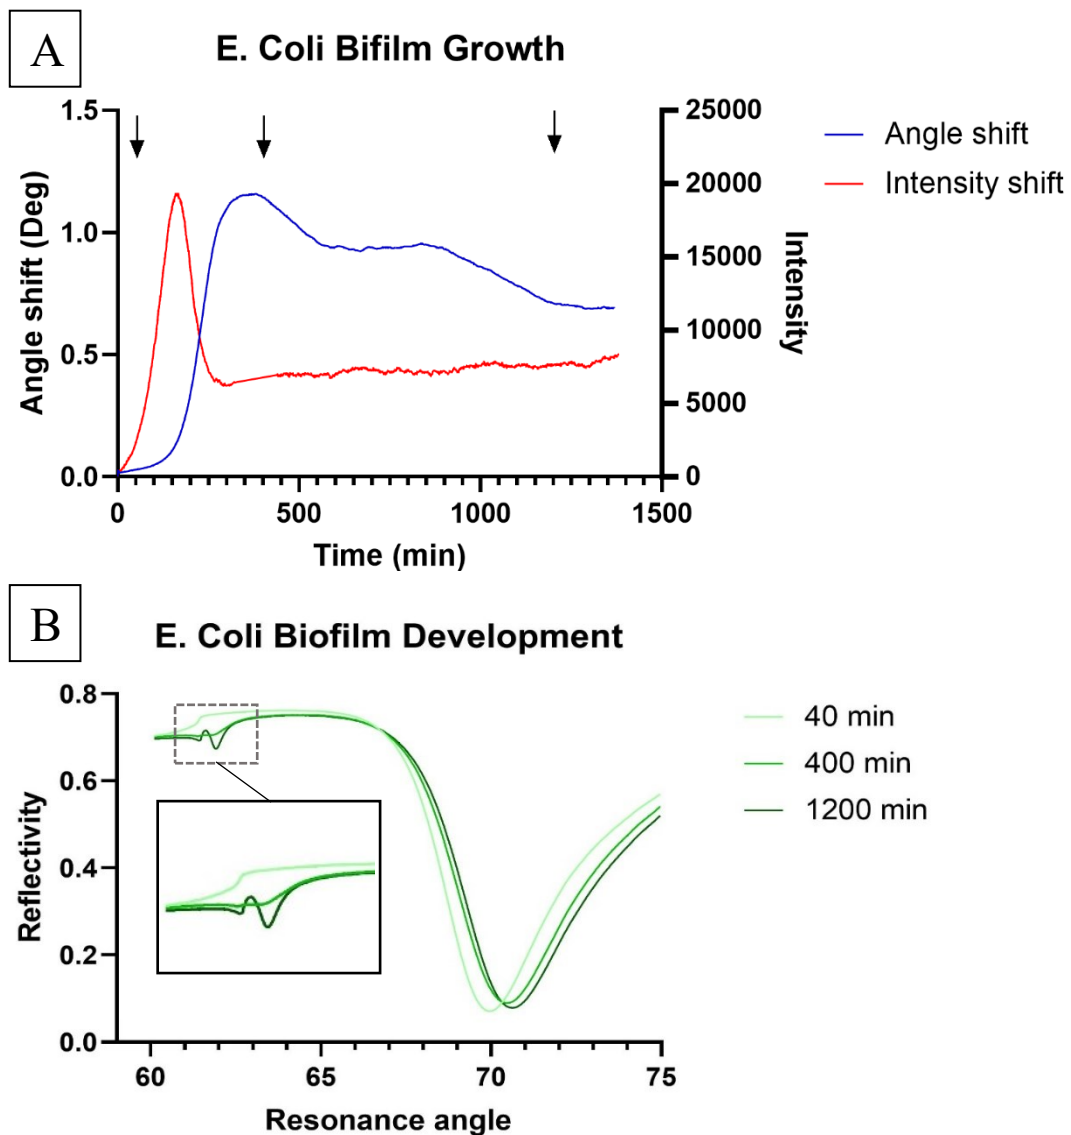 A
E. Coli Bifilm Growth
1.5
1.0
0.5
0.0
Angle shift (Deg)
25000
20000
15000
10000
5000
0
Intensity
0 500 1000 1500
Time (min)
Angle shift
Intensity shift
B
E. Coli Biofilm Development
0.8
0.6
0.4
0.2
0.0
Reflectivity
60 65 70 75
Resonance angle
40 min
400 min
1200 min